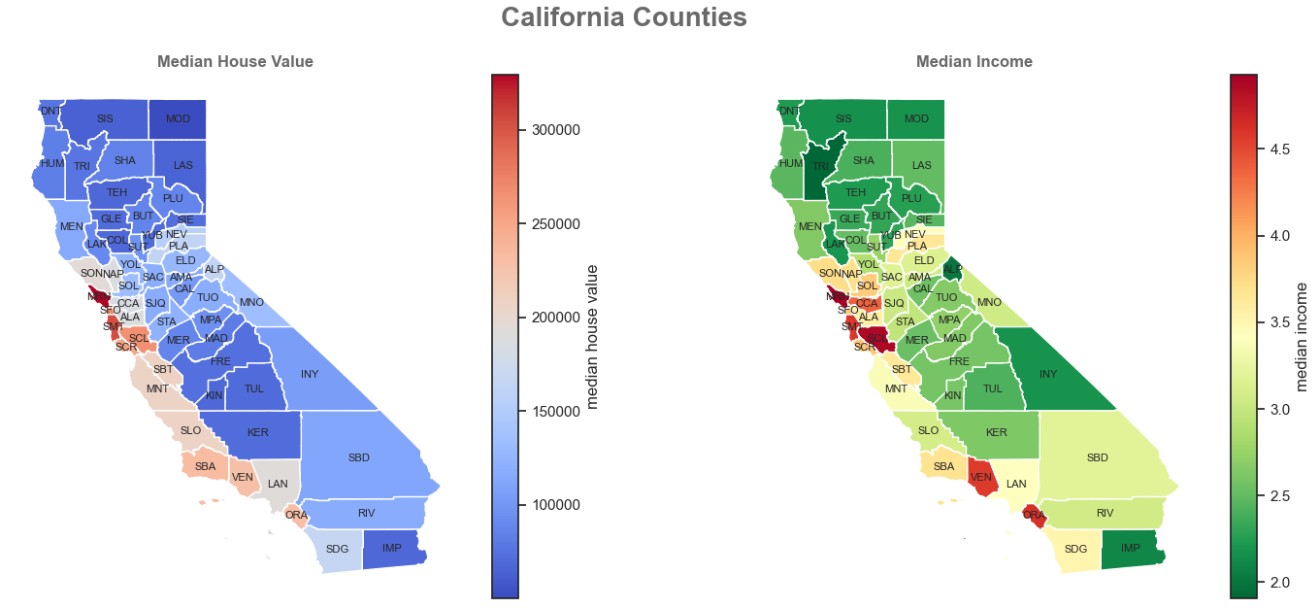 California Counties
Median House Value
Median Income
DNT
SIS
MOD
HUM
TRI
SHA
LAS
TEH
PLU
GLE
BUT
SIE
MEN
LAK
COL
YUB
NEV
SUT
PLA
YOL
ELD
SON
NAP
SAC
AMA
ALP
SOL
CAL
CCA
SJQ
TUO
MNO
SFO
ALA
SMT
STA
MPA
SCL
MER
MAD
SCR
FRE
SBT
MNT
KIN
TUL
INY
SLO
KER
SBD
SBA
VEN
LAN
ORA
RIV
SDG
IMP
300000
250000
200000
150000
100000
median house value
DNT
SIS
MOD
HUM
TRI
SHA
LAS
TEH
PLU
GLE
BUT
SIE
MEN
LAK
COL
YUB
NEV
SUT
PLA
YOL
ELD
SON
NAP
SAC
AMA
ALP
SOL
CAL
CCA
SJQ
TUO
MNO
SFO
ALA
SMT
STA
MPA
MER
MAD
SCR
FRE
SBT
MNT
KIN
TUL
INY
SLO
KER
SBD
SBA
VEN
LAN
ORA
RIV
SDG
IMP
4.5
4.0
3.5
3.0
2.5
2.0
median income